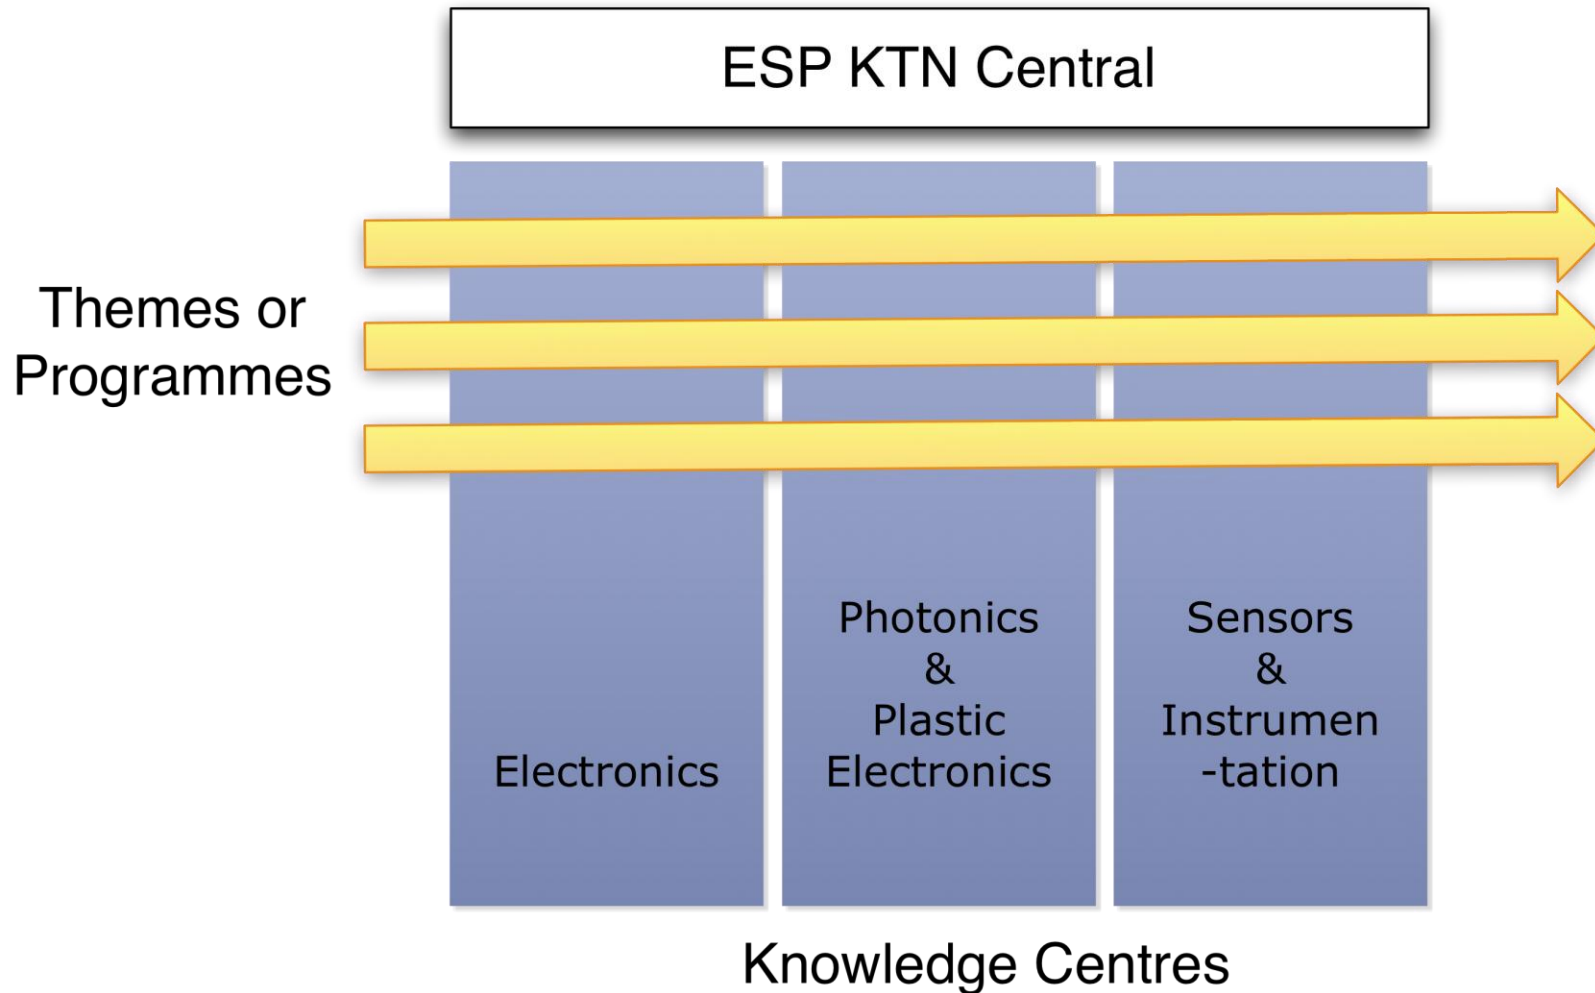 ESP KTN Central
Themes or
Programmes
Electronics
Photonics
&
Plastic
Electronics
Sensors
&
Instrumen
-tation
Knowledge Centres